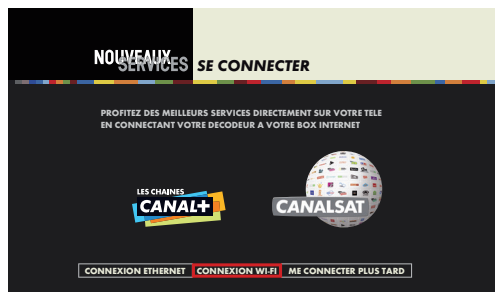 NOUVEAUX
SERVICES SE CONNECTER
PROFITEZ DES MEILLEURS SERVICES DIRECTEMENT SUR VOTRE TELE
EN CONNECTANT VOTRE DECODEUR A VOTRE BOX INTERNET
LES CHAINES
CANAL+
CANALSAT
CONNEXION ETHERNET CONNEXION WI-FI ME CONNECTER PLUS TARD